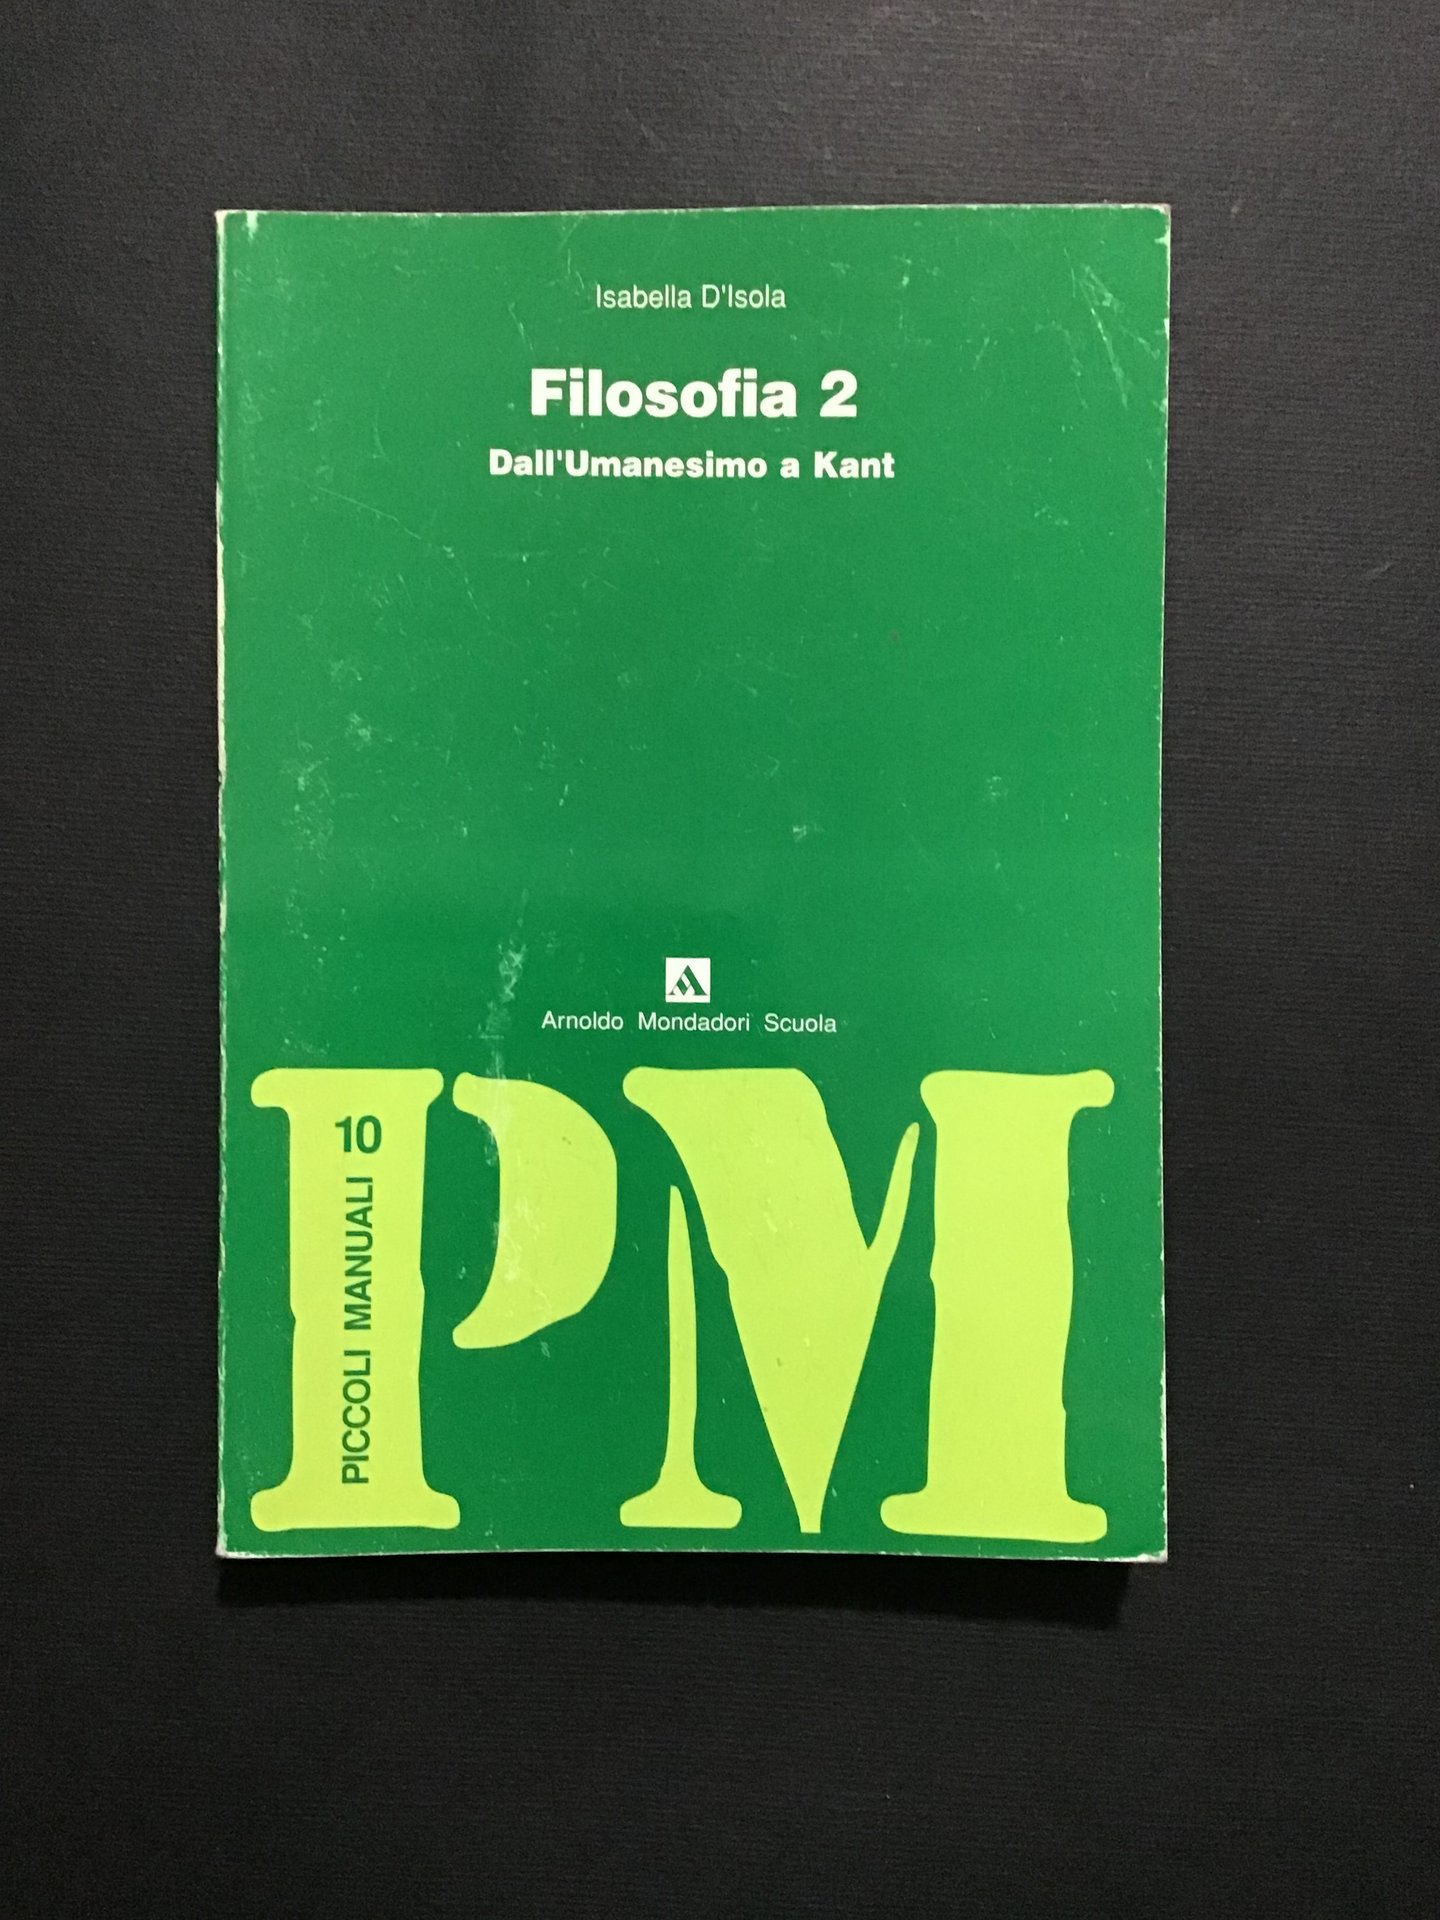 Isabella D'Isola
Filosofia 2
Dall'Umanesimo a Kant
Arnoldo Mondadori Scuola
PM
PICCOLI MANUALI 10